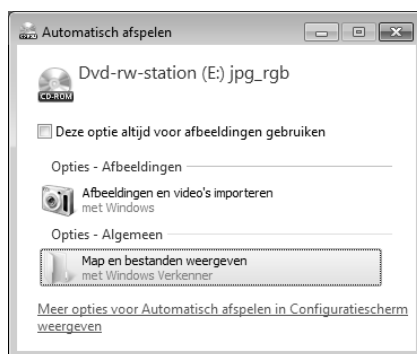 Automatisch afspelen
Dvd-rw-station (E:) jpg_rgb
CD-ROM
Deze optie altijd voor afbeeldingen gebruiken
Opties - Afbeeldingen
Afbeeldingen en video's importeren
met Windows
Opties - Algemeen
Map en bestanden weergeven
met Windows Verkenner
Meer opties voor Automatisch afspelen in Configuratiescherm
weergeven